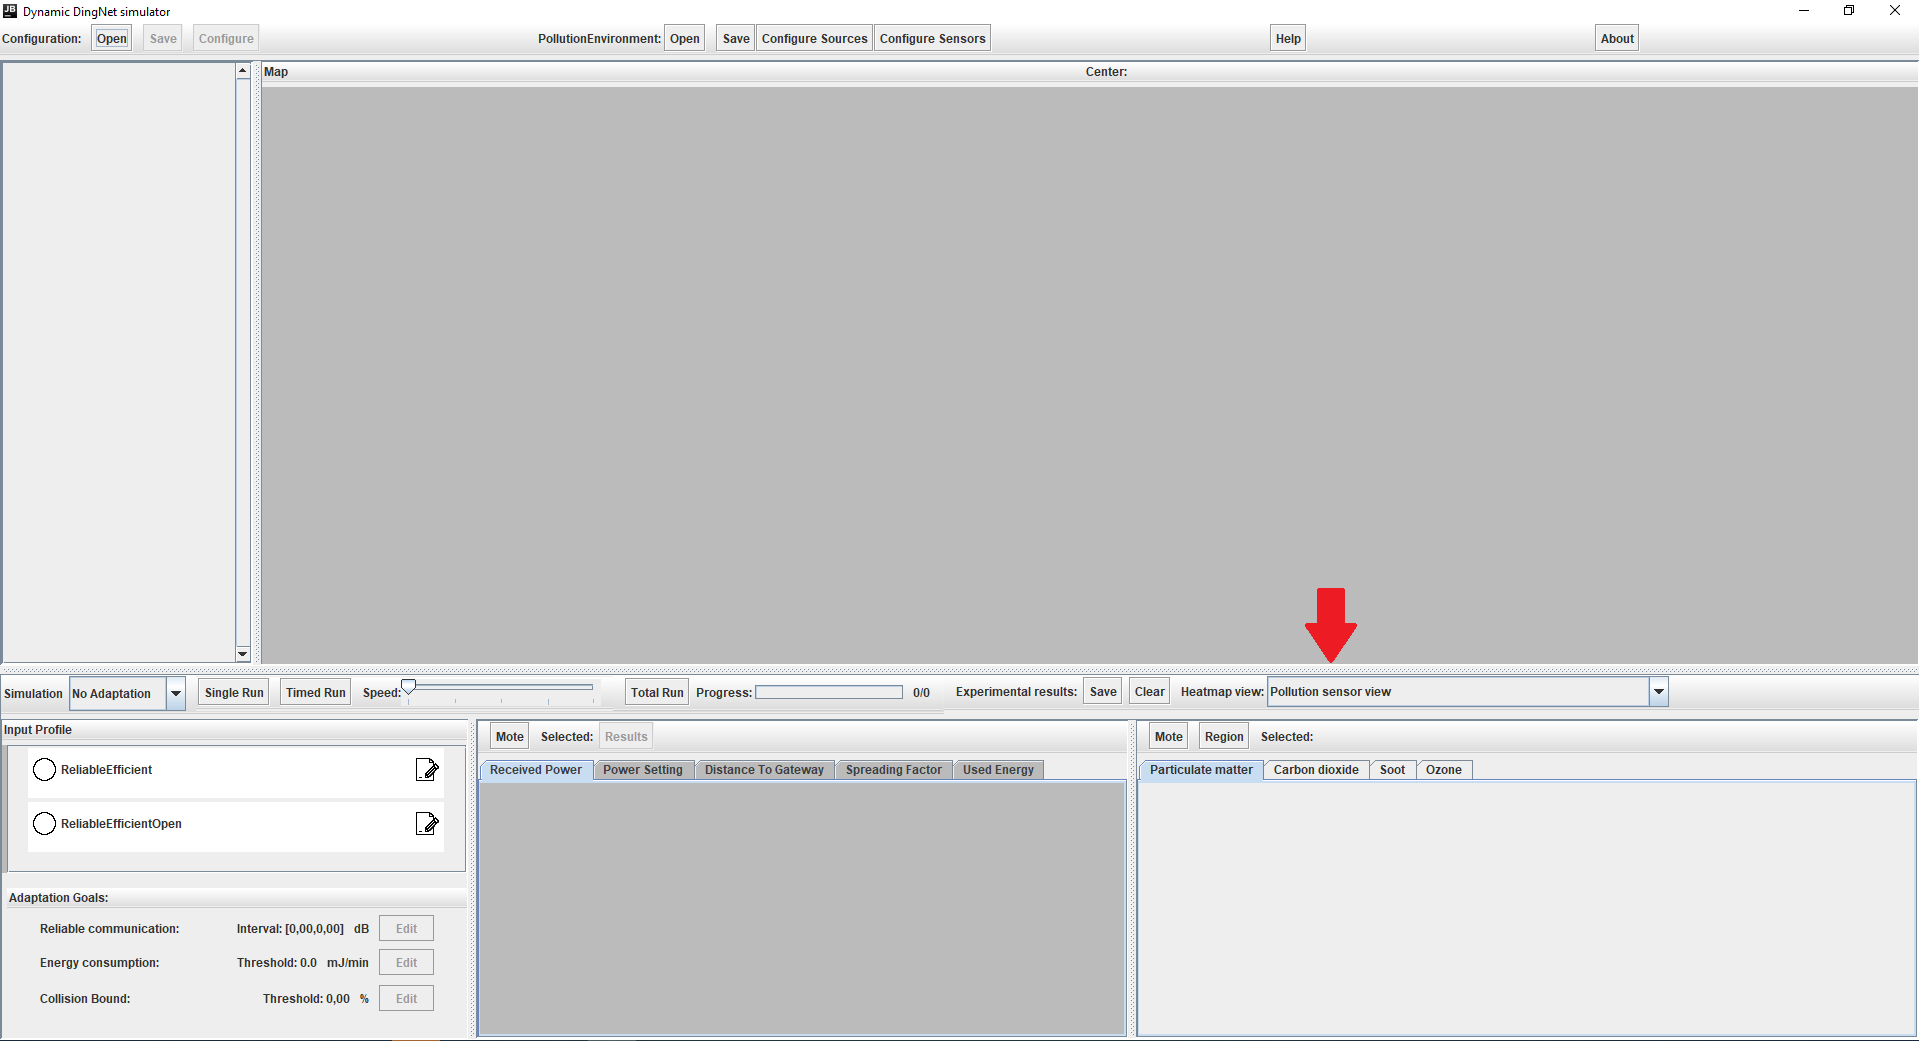 JB Dynamic DingNet simulator
Configuration: Open Save Configure PollutionEnvironment: Open Save Configure Sources Configure Sensors Help About
Map Center:
Simulation No Adaptation Single Run Timed Run Speed: Total Run Progress: 0/0 Experimental results: Save Clear Heatmap view: Pollution sensor view
Input Profile
ReliableEfficient
ReliableEfficientOpen
Adaptation Goals:
Reliable communication: Interval: [0,00,0,00] dB Edit
Energy consumption: Threshold: 0.0 mJ/min Edit
Collision Bound: Threshold: 0,00 % Edit
Mote Selected: Results
Received Power Power Setting Distance To Gateway Spreading Factor Used Energy
Mote Region Selected:
Particulate matter Carbon dioxide Soot Ozone